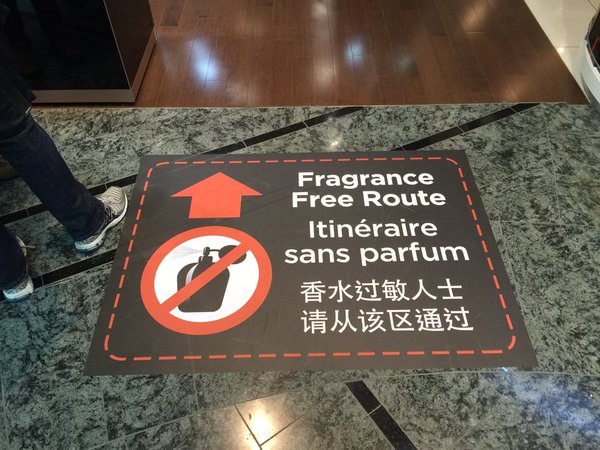 Fragrance
Free Route
Itinéraire
sans parfum
香水过敏人士
请从该区通过